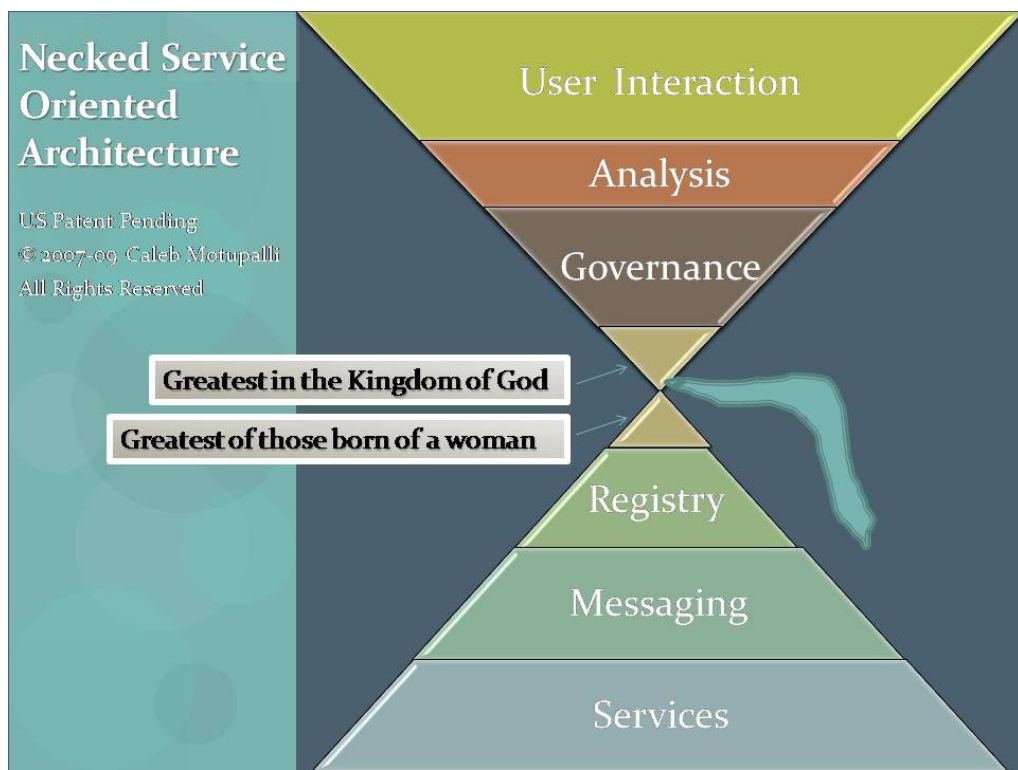 Necked Service
Oriented
Architecture
US Patent Pending
© 2007-09 Caleb Motupalli
All Rights Reserved
User Interaction
Analysis
Governance
Greatest in the Kingdom of God
Greatest of those born of a woman
Registry
Messaging
Services